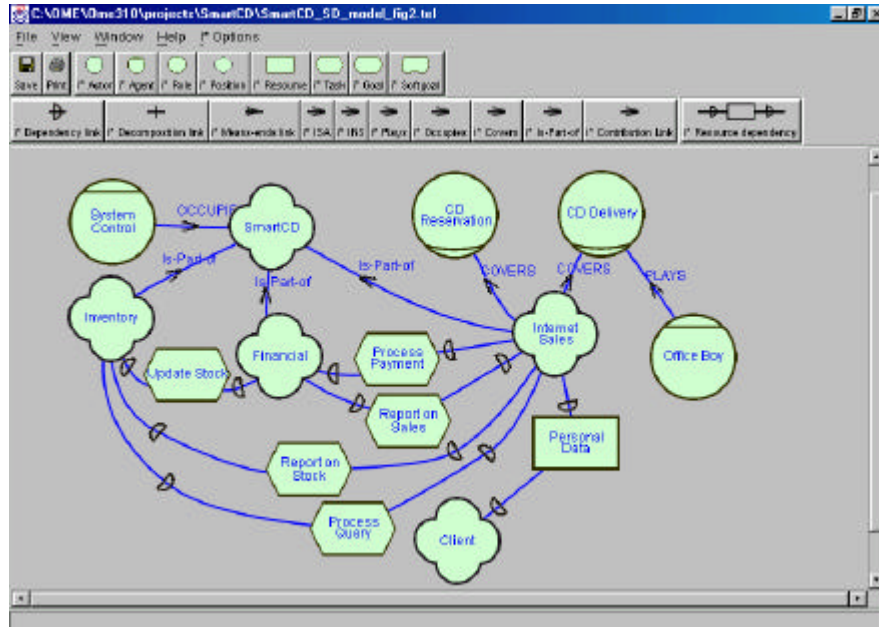 C:\OME\Ome310\projects\SmartCD\SmartCD_SD_model_fig2.tel
File View Window Help i* Options
Save Print i* Actor i* Agent i* Role i* Position i* Resource i* Task i* Goal i* Softgoal
i* Dependency link i* Decomposition link i* Means-ends link i* ISA i* INS i* Plays i* Occupies i* Covers i* Is-Part-of i* Contribution Link i* Resource dependency
System
Control
OCCUPIE
SmartCD
CD
Reservation
CD Delivery
Is-Part-of
Is-Part-of
Is-Part-of
COVERS
COVERS
PLAYS
Inventory
Financial
Internet
Sales
Office Boy
Update Stock
Process
Payment
Report on
Sales
Personal
Data
Report on
Stock
Process
Query
Client